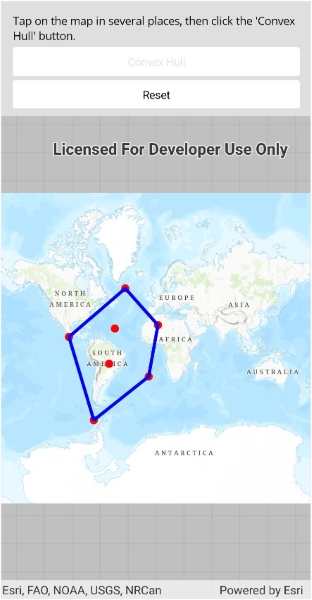 Tap on the map in several places, then click the 'Convex
Hull' button.
Convex Hull
Reset
Licensed For Developer Use Only
NORTH
AMERICA
EUROPE
ASIA
AFRICA
SOUTH
AMERICA
AUSTRALIA
ANTARCTICA
Esri, FAO, NOAA, USGS, NRCan Powered by Esri